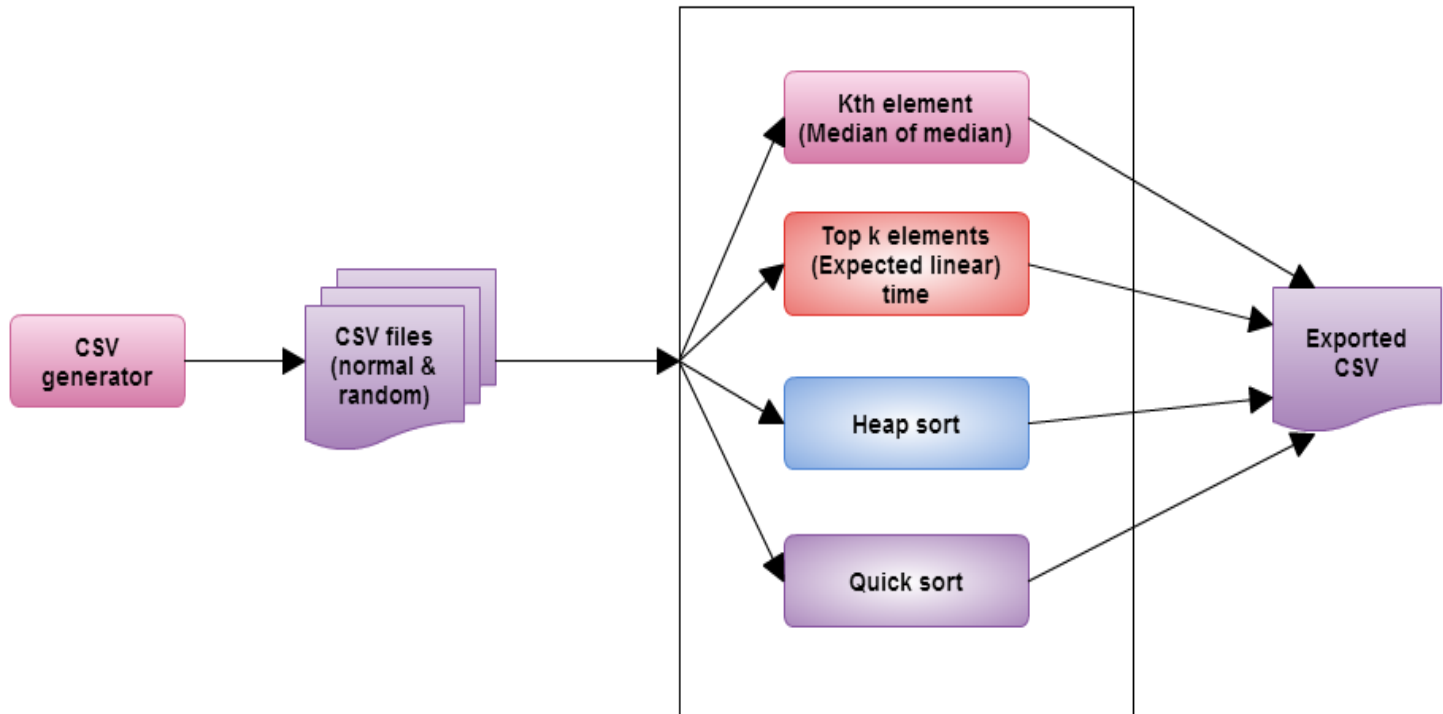 CSV
generator
CSV files
(normal &
random)
Kth element
(Median of median)
Top k elements
(Expected linear)
time
Heap sort
Quick sort
Exported
CSV